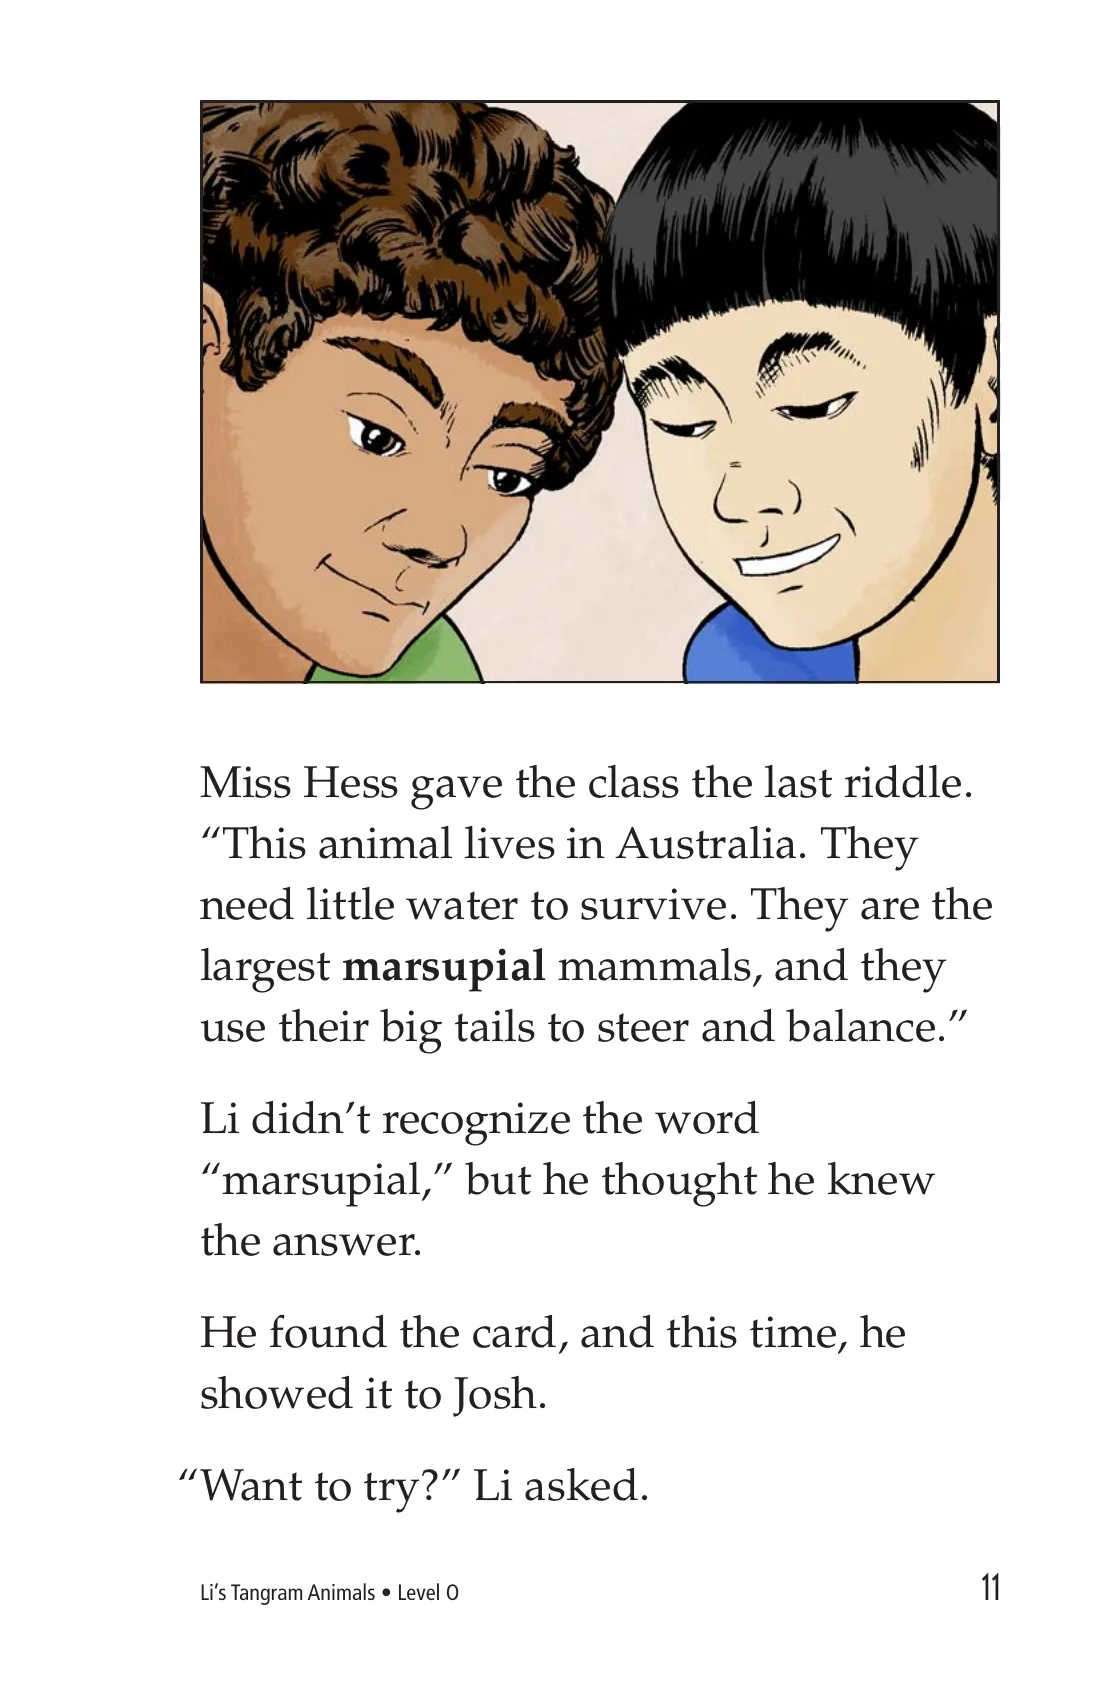 Miss Hess gave the class the last riddle.
“This animal lives in Australia. They
need little water to survive. They are the
largest marsupial mammals, and they
use their big tails to steer and balance.”
Li didn’t recognize the word
“marsupial,” but he thought he knew
the answer.
He found the card, and this time, he
showed it to Josh.
“Want to try?” Li asked.
Li’s Tangram Animals • Level O
11